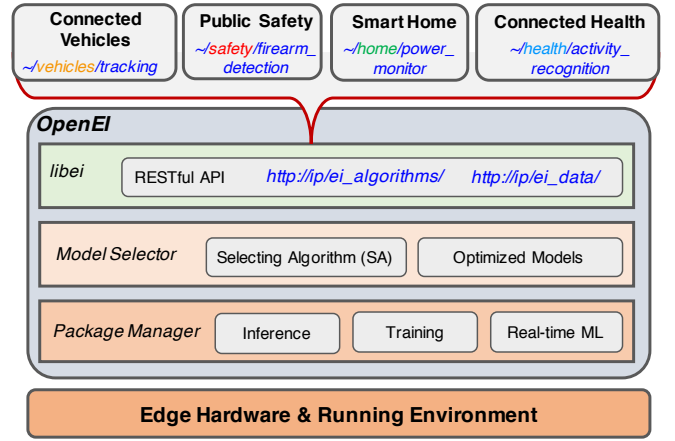 Connected
Vehicles
~/vehicles/tracking
Public Safety
~/safety/firearm_
detection
Smart Home
~/home/power_
monitor
Connected Health
~/health/activity_
recognition
OpenEI
libei
RESTful API http://ip/ei_algorithms/ http://ip/ei_data/
Model Selector
Selecting Algorithm (SA)
Optimized Models
Package Manager
Inference
Training
Real-time ML
Edge Hardware & Running Environment